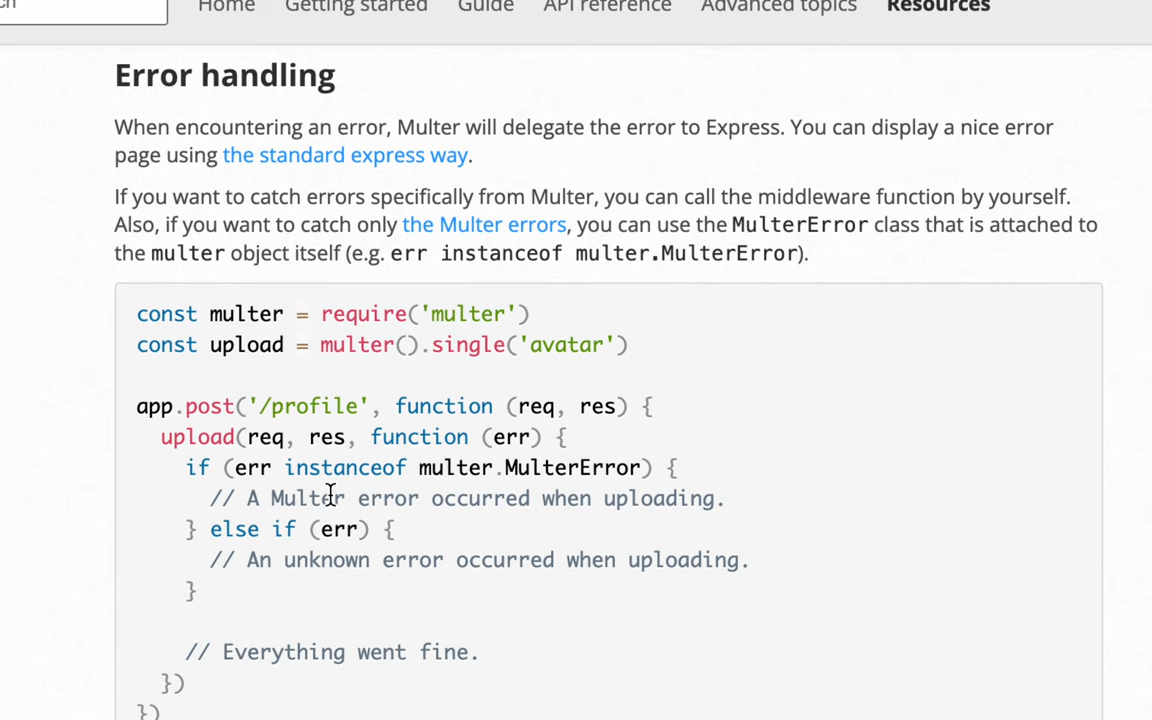 ch
Home Getting started Guide API reference Advanced topics Resources
Error handling
When encountering an error, Multer will delegate the error to Express. You can display a nice error
page using the standard express way.
If you want to catch errors specifically from Multer, you can call the middleware function by yourself.
Also, if you want to catch only the Multer errors, you can use the MulterError class that is attached to
the multer object itself (e.g. err instanceof multer.MulterError).
const multer = require('multer')
const upload = multer().single('avatar')
app.post('/profile', function (req, res) {
  upload(req, res, function (err) {
    if (err instanceof multer.MulterError) {
      // A Multer error occurred when uploading.
    } else if (err) {
      // An unknown error occurred when uploading.
    }
    // Everything went fine.
  })
})